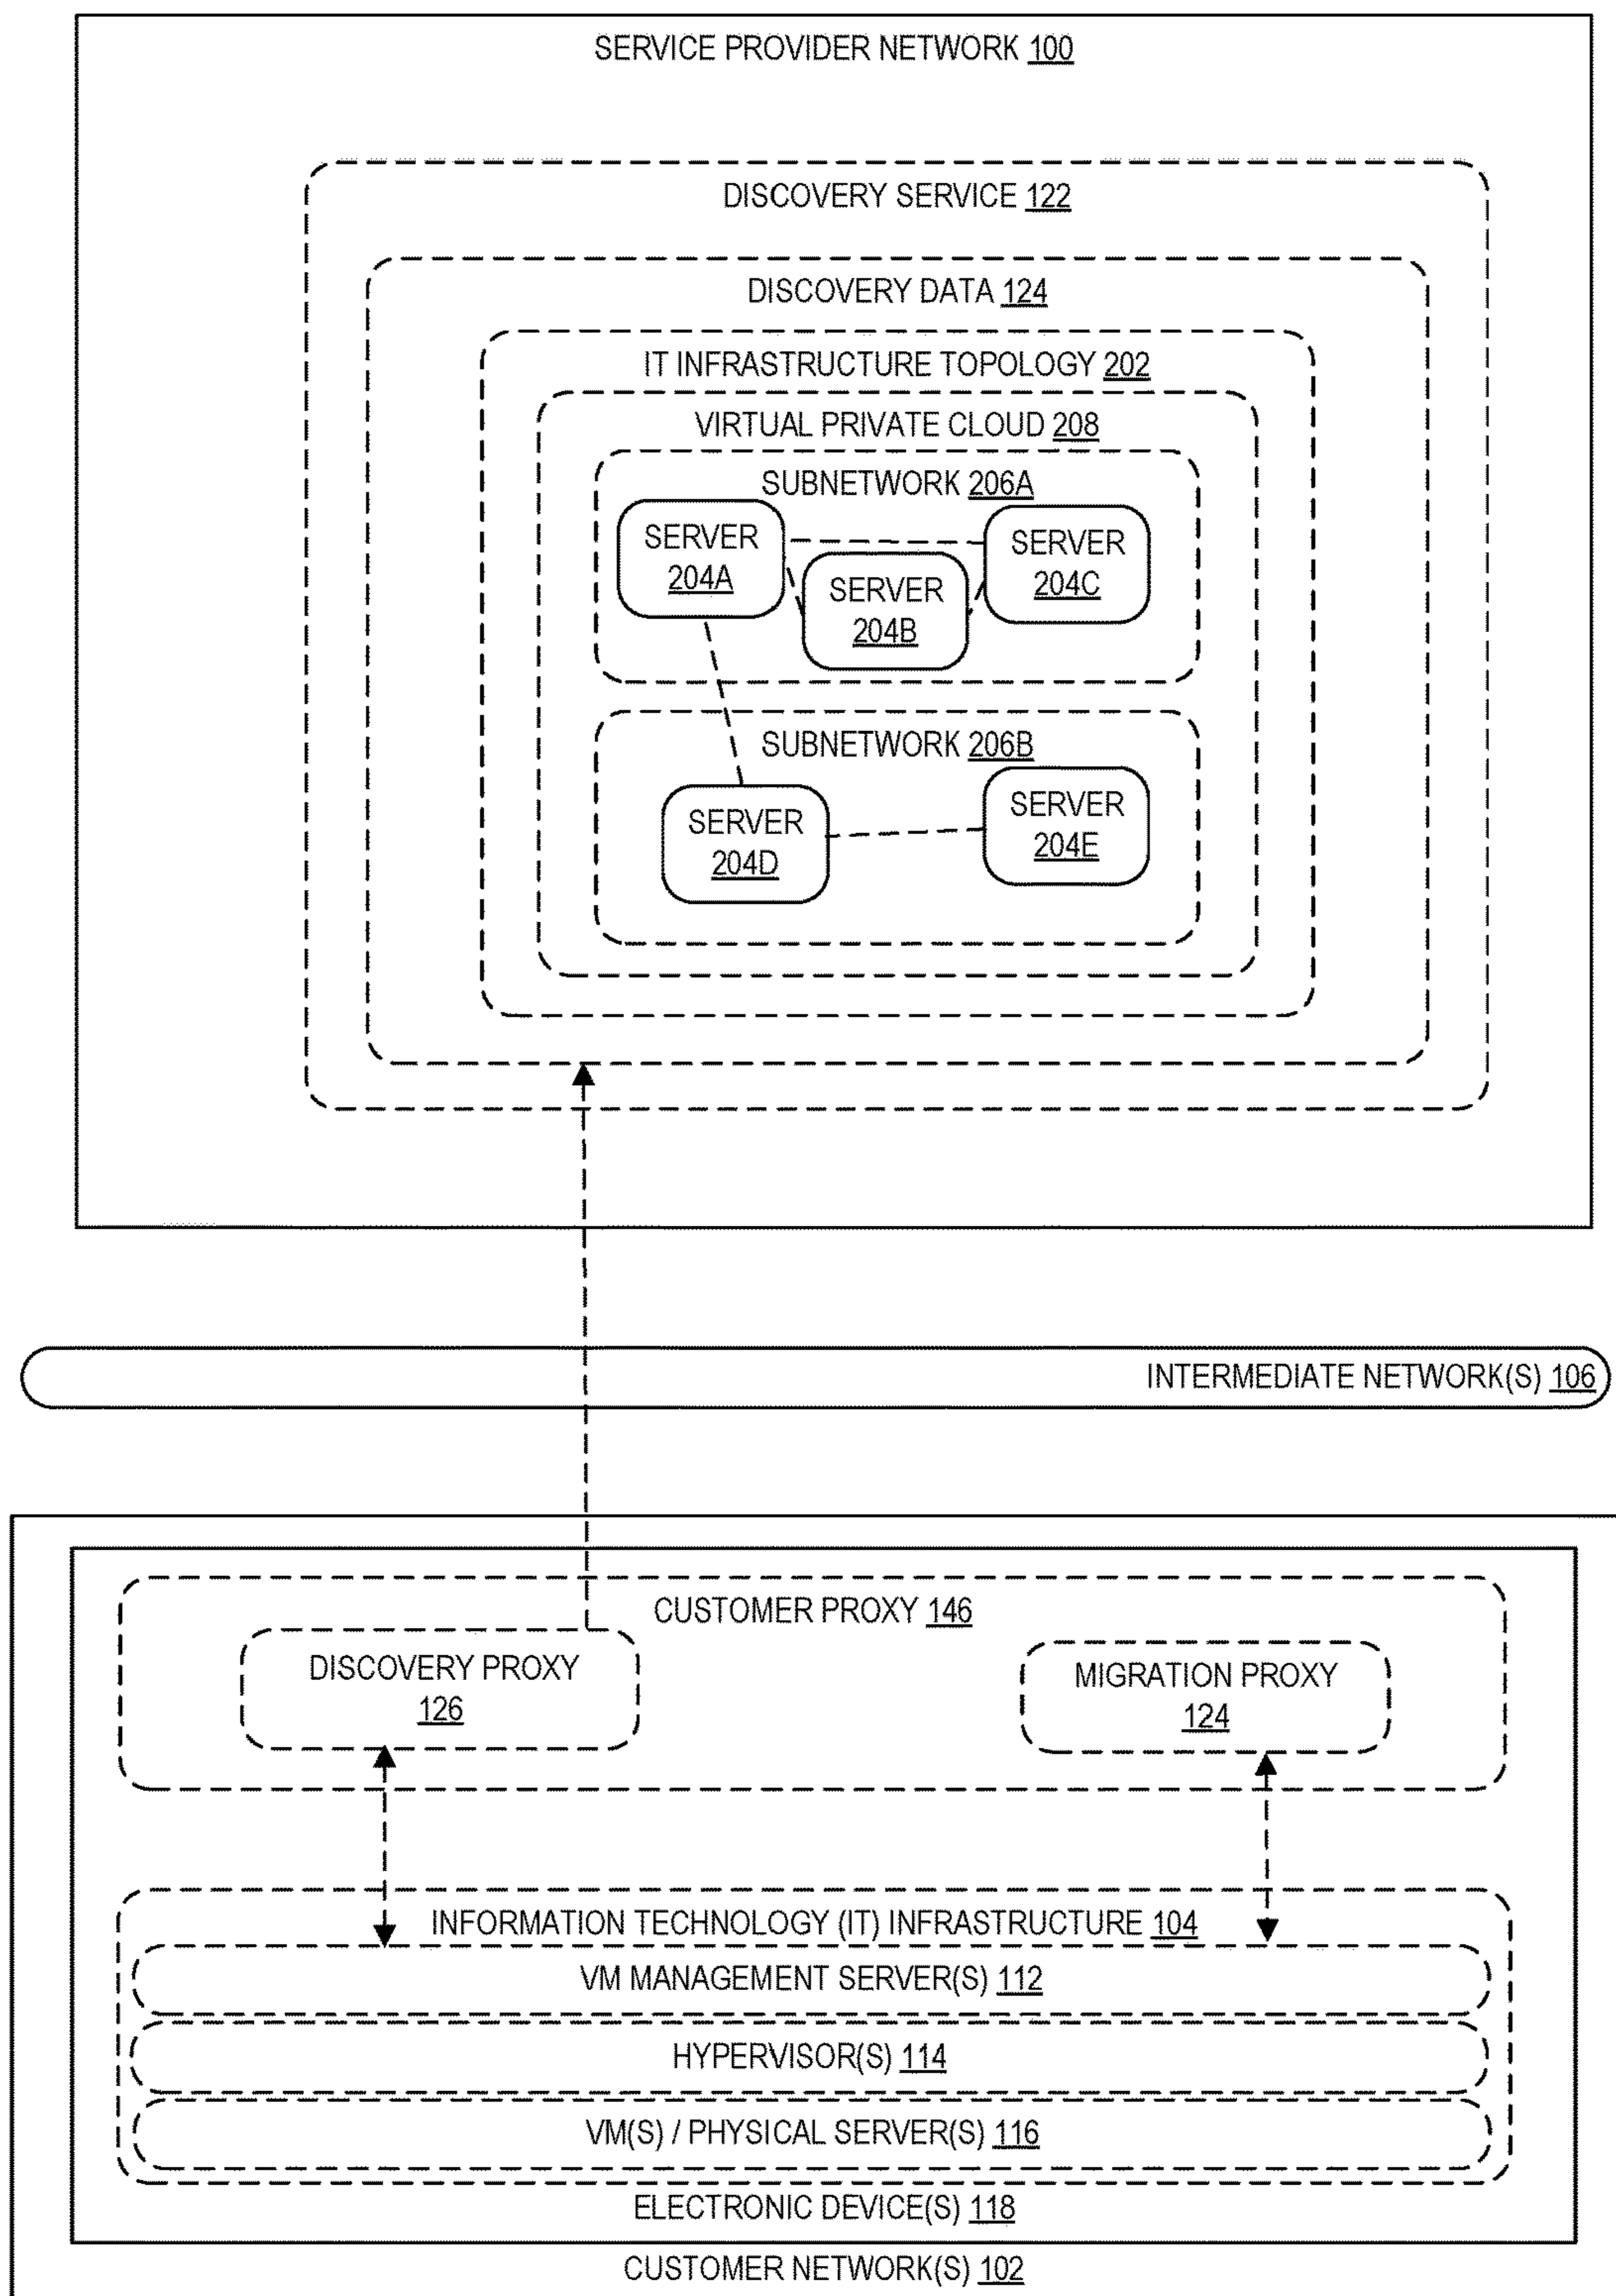 SERVICE PROVIDER NETWORK 100
DISCOVERY SERVICE 122
DISCOVERY DATA 124
IT INFRASTRUCTURE TOPOLOGY 202
VIRTUAL PRIVATE CLOUD 208
SUBNETWORK 206A
SERVER
204A
SERVER
204B
SERVER
204C
SUBNETWORK 206B
SERVER
204D
SERVER
204E
INTERMEDIATE NETWORK(S) 106
CUSTOMER PROXY 146
DISCOVERY PROXY
126
MIGRATION PROXY
124
INFORMATION TECHNOLOGY (IT) INFRASTRUCTURE 104
VM MANAGEMENT SERVER(S) 112
HYPERVISOR(S) 114
VM(S) / PHYSICAL SERVER(S) 116
ELECTRONIC DEVICE(S) 118
CUSTOMER NETWORK(S) 102